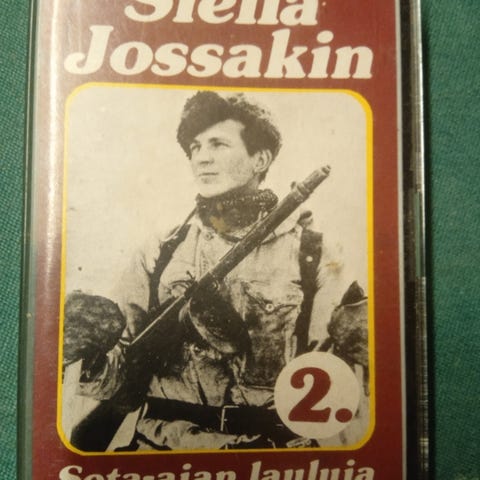 Siellä
Jossakin
2.
Sota-ajan lauluja